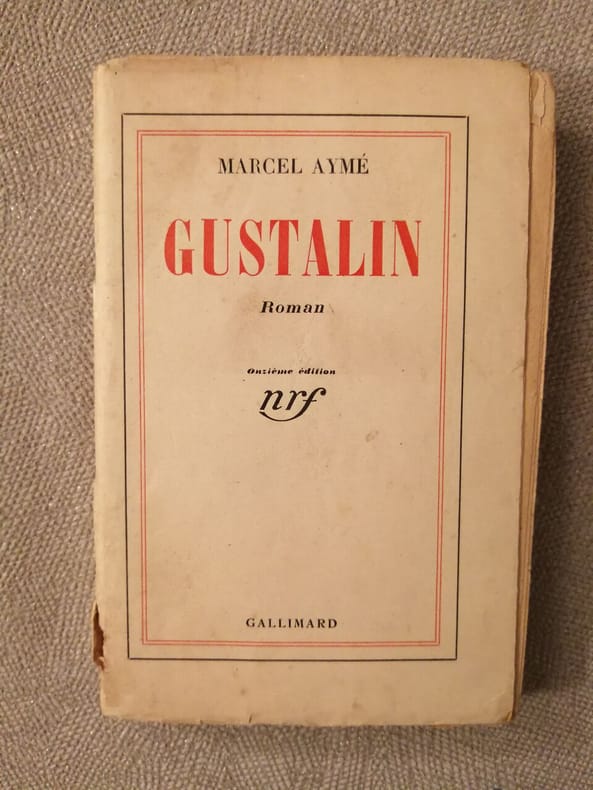 MARCEL AYMÉ
GUSTALIN
Roman
Onzième édition
nrf
GALLIMARD